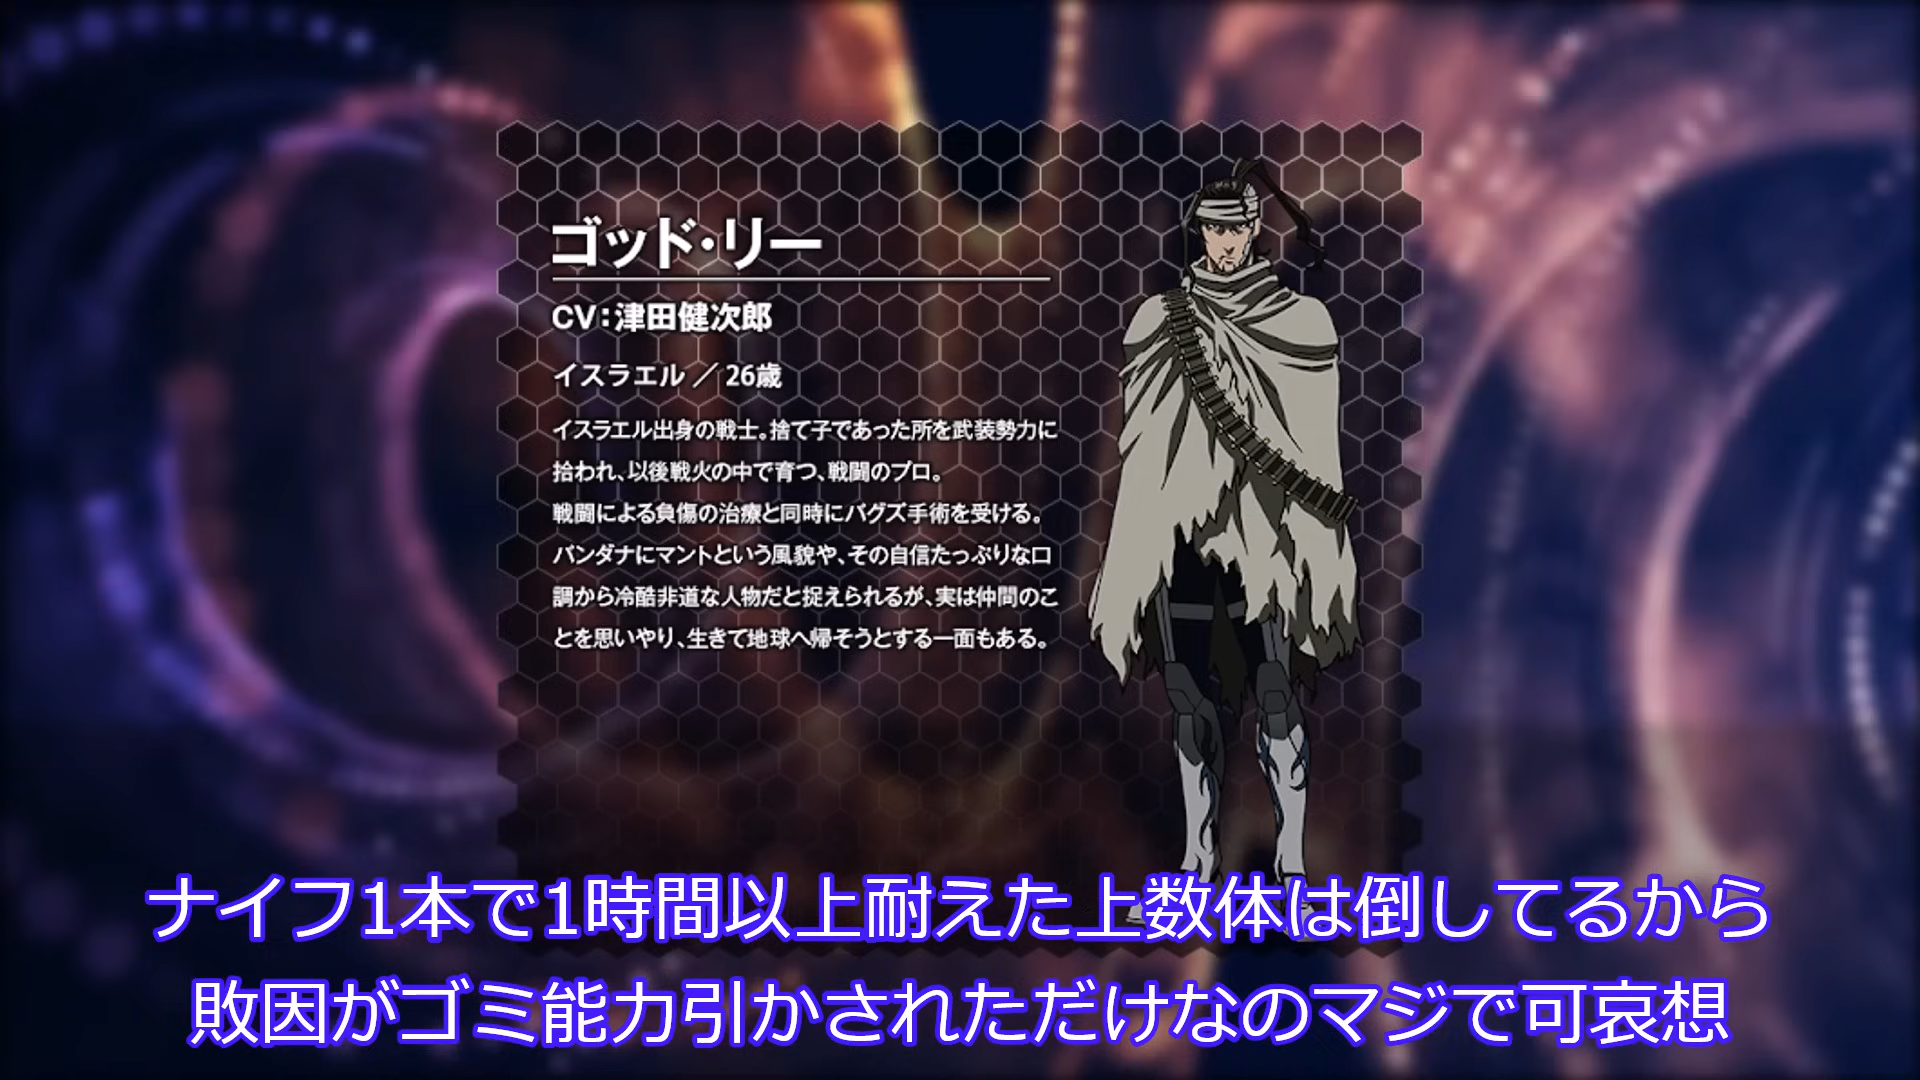 ゴッド・リー
CV：津田健次郎
イスラエル／26歳
イスラエル出身の戦士。捨て子であった所を武装勢力に
拾われ、以後戦火の中で育つ、戦闘のプロ。
戦闘による負傷の治療と同時にバグズ手術を受ける。
バンダナにマントという風貌や、その自信たっぷりな口
調から冷酷非道な人物だと捉えられるが、実は仲間のこ
とを思いやり、生きて地球へ帰そうとする一面もある。
ナイフ1本で1時間以上耐えた上数体は倒してるから
敗因がゴミ能力引かされただけなのマジで可哀想